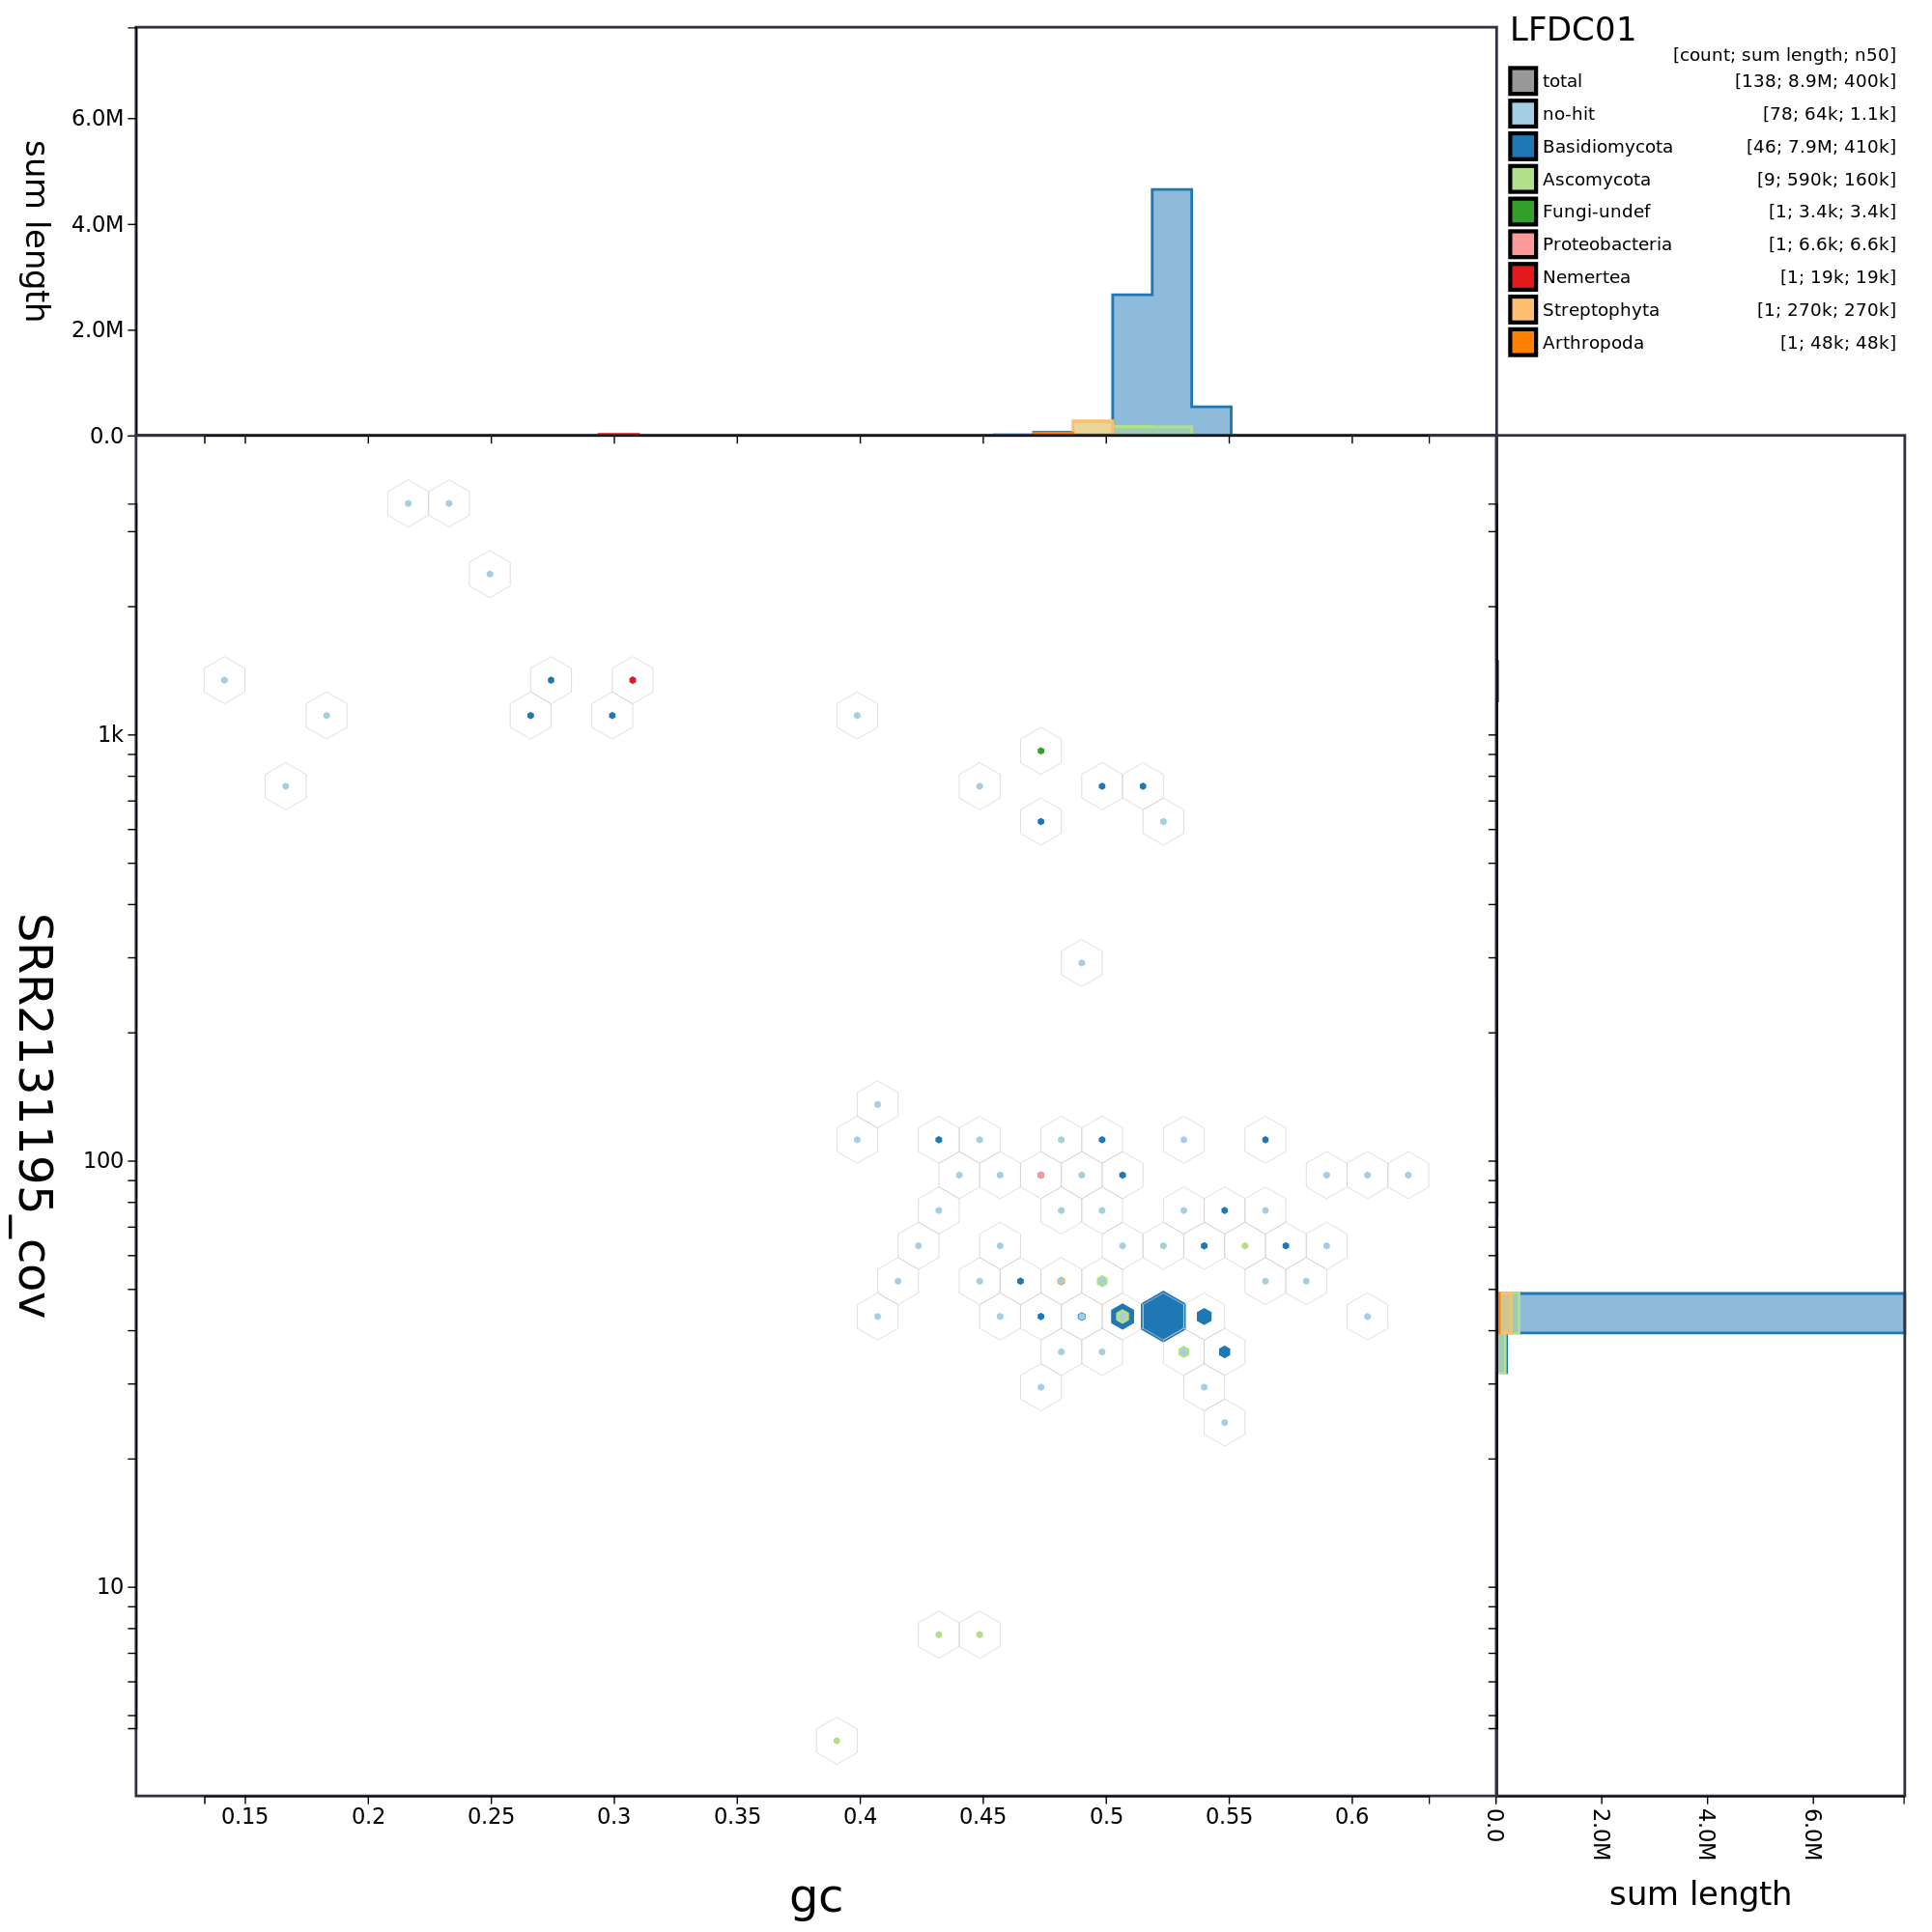 LFDC01
[count; sum length; n50]
total [138; 8.9M; 400k]
no-hit [78; 64k; 1.1k]
Basidiomycota [46; 7.9M; 410k]
Ascomycota [9; 590k; 160k]
Fungi-undef [1; 3.4k; 3.4k]
Proteobacteria [1; 6.6k; 6.6k]
Nemertea [1; 19k; 19k]
Streptophyta [1; 270k; 270k]
Arthropoda [1; 48k; 48k]
sum length
6.0M
4.0M
2.0M
0.0
SRR2131195_cov
1k
100
10
0.15 0.2 0.25 0.3 0.35 0.4 0.45 0.5 0.55 0.6
gc
0.0 2.0M 4.0M 6.0M
sum length